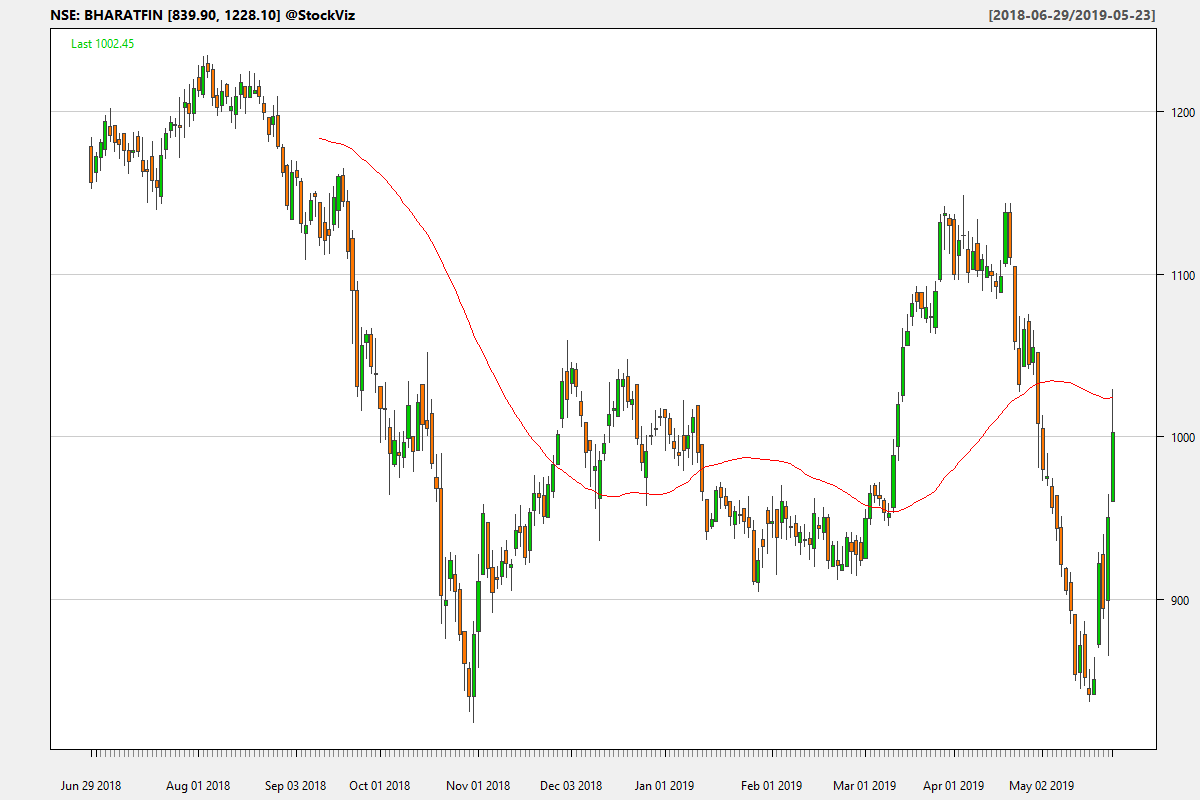 NSE: BHARATFIN [839.90, 1228.10] @StockViz
[2018-06-29/2019-05-23]
Last 1002.45
1200
1100
1000
900
Jun 29 2018
Aug 01 2018
Sep 03 2018
Oct 01 2018
Nov 01 2018
Dec 03 2018
Jan 01 2019
Feb 01 2019
Mar 01 2019
Apr 01 2019
May 02 2019